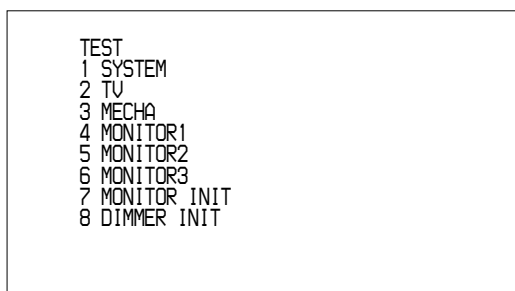 TEST
1 SYSTEM
2 TV
3 MECHA
4 MONITOR1
5 MONITOR2
6 MONITOR3
7 MONITOR INIT
8 DIMMER INIT